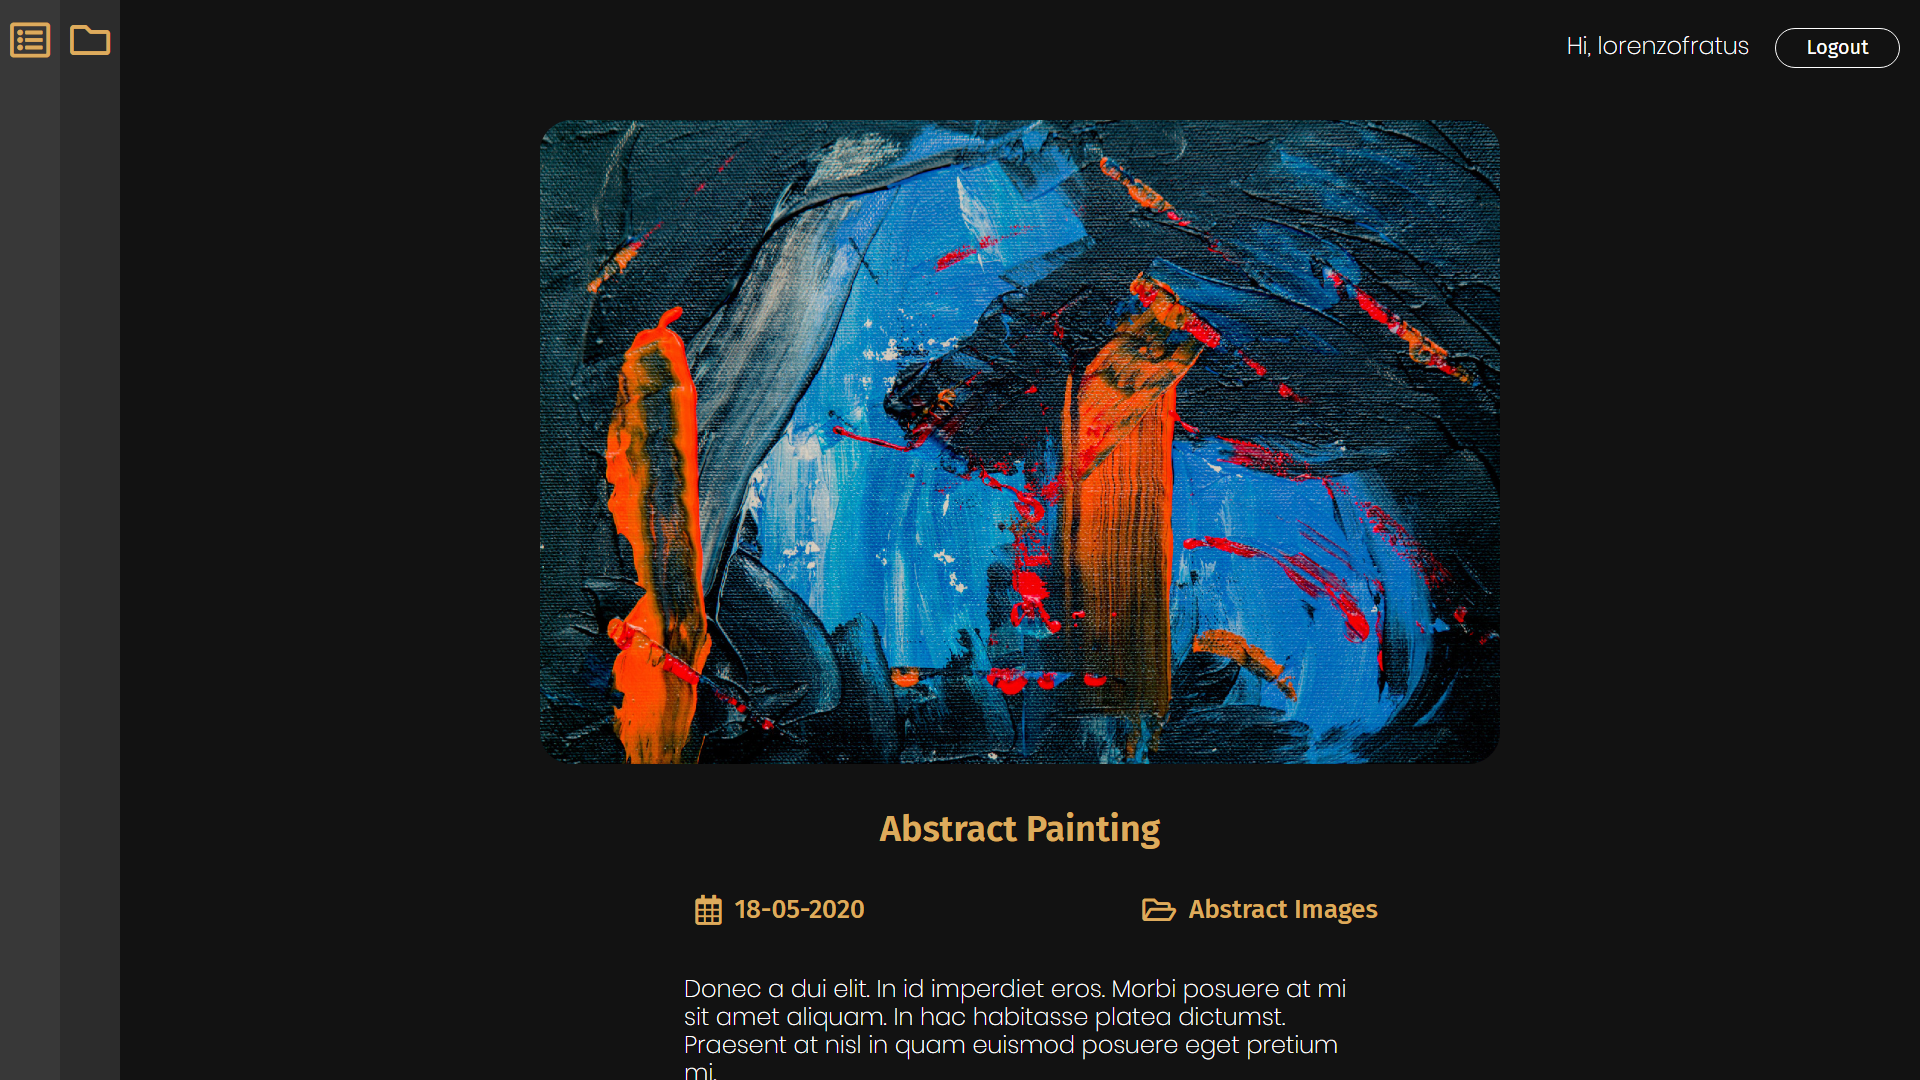 Hi, lorenzofratus
Logout
Abstract Painting
18-05-2020
Abstract Images
Donec a dui elit. In id imperdiet eros. Morbi posuere at mi
sit amet aliquam. In hac habitasse platea dictumst.
Praesent at nisl in quam euismod posuere eget pretium
mi.